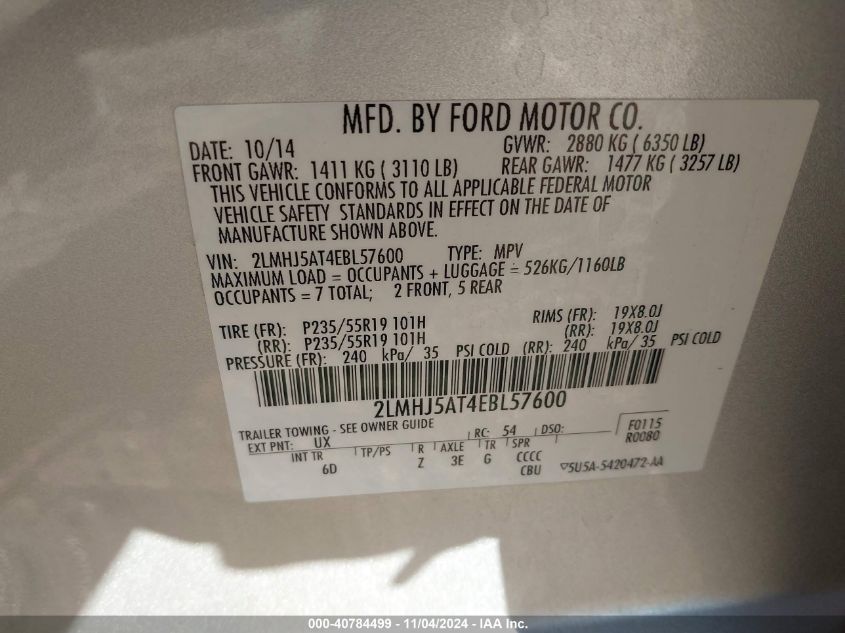 MFD. BY FORD MOTOR CO.
DATE: 10/14 GVWR: 2880 KG ( 6350 LB)
FRONT GAWR: 1411 KG ( 3110 LB) REAR GAWR: 1477 KG ( 3257 LB)
THIS VEHICLE CONFORMS TO ALL APPLICABLE FEDERAL MOTOR
VEHICLE SAFETY STANDARDS IN EFFECT ON THE DATE OF
MANUFACTURE SHOWN ABOVE.
VIN: 2LMHJ5AT4EBL57600 TYPE: MPV
MAXIMUM LOAD = OCCUPANTS + LUGGAGE = 526KG/1160LB
OCCUPANTS = 7 TOTAL; 2 FRONT, 5 REAR
TIRE (FR): P235/55R19 101H RIMS (FR): 19X8.0J
(RR): P235/55R19 101H (RR): 19X8.0J
PRESSURE (FR): 240 kPa/ 35 PSI COLD (RR): 240 kPa/ 35 PSI COLD
2LMHJ5AT4EBL57600
TRAILER TOWING - SEE OWNER GUIDE
EXT PNT: UX RC: 54 DSO: F0115
R0080
INT TR TP/PS R AXLE TR SPR
6D Z 3E G CCCC
CBU ▽5U5A-5420472-AA
000-40784499 - 11/04/2024 - IAA Inc.